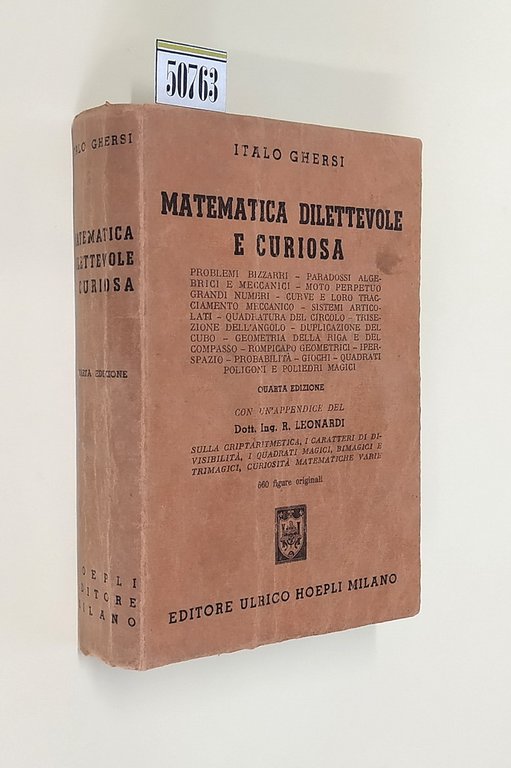 50763
ITALO GHERSI
MATEMATICA DILETTEVOLE
E CURIOSA
PROBLEMI BIZZARRI - PARADOSSI ALGE-
BRICI E MECCANICI - MOTO PERPETUO
GRANDI NUMERI - CURVE E LORO TRAC-
CIAMENTO MECCANICO - SISTEMI ARTICO-
LATI - QUADRATURA DEL CIRCOLO - TRISE-
ZIONE DELL'ANGOLO - DUPLICAZIONE DEL
CUBO - GEOMETRIA DELLA RIGA E DEL
COMPASSO - ROMPICAPO GEOMETRICI - IPER-
SPAZIO - PROBABILITÀ - GIOCHI - QUADRATI
POLIGONI E POLIEDRI MAGICI
QUARTA EDIZIONE
CON UN'APPENDICE DEL
Dott. Ing. R. LEONARDI
SULLA CRIPTARITMETICA, I CARATTERI DI DI-
VISIBILITÀ, I QUADRATI MAGICI, BIMAGICI E
TRIMAGICI, CURIOSITÀ MATEMATICHE VARIE
660 figure originali
EDITORE ULRICO HOEPLI MILANO
ITALO GHERSI
MATEMATICA
DILETTEVOLE
E CURIOSA
QUARTA EDIZIONE
HOEPLI
EDITORE
MILANO